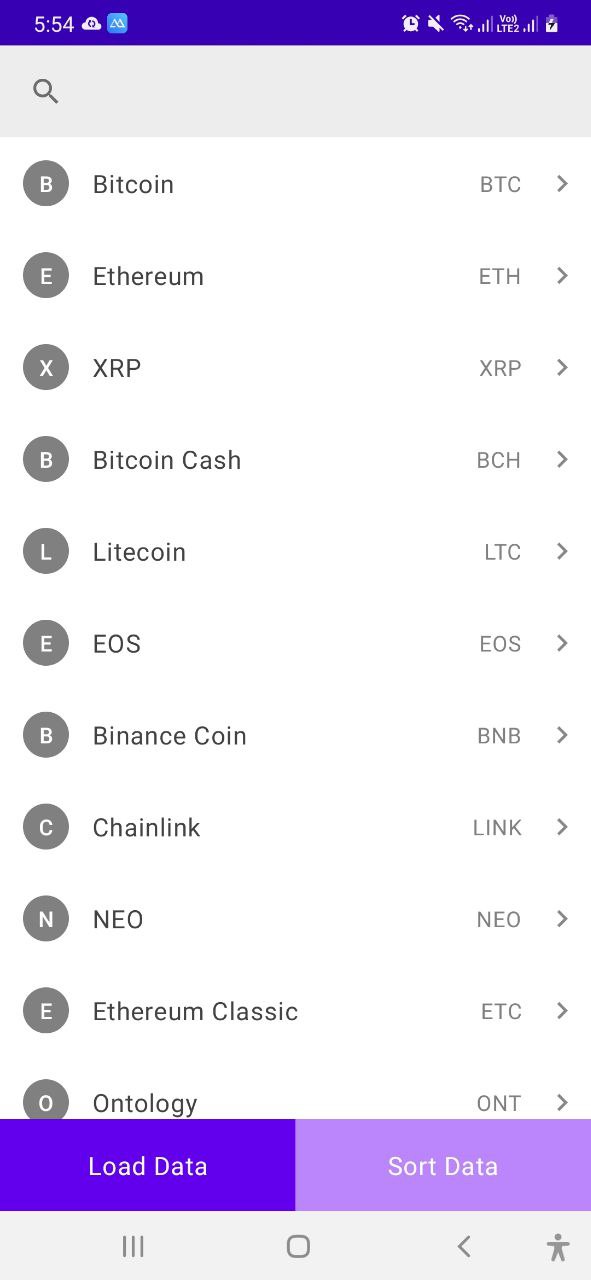 5:54 Vo)) LTE2
B Bitcoin BTC
E Ethereum ETH
X XRP XRP
B Bitcoin Cash BCH
L Litecoin LTC
E EOS EOS
B Binance Coin BNB
C Chainlink LINK
N NEO NEO
E Ethereum Classic ETC
O Ontology ONT
Load Data Sort Data